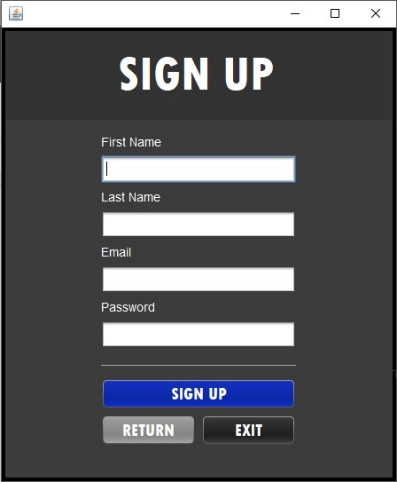 SIGN UP
First Name
Last Name
Email
Password
SIGN UP
RETURN EXIT